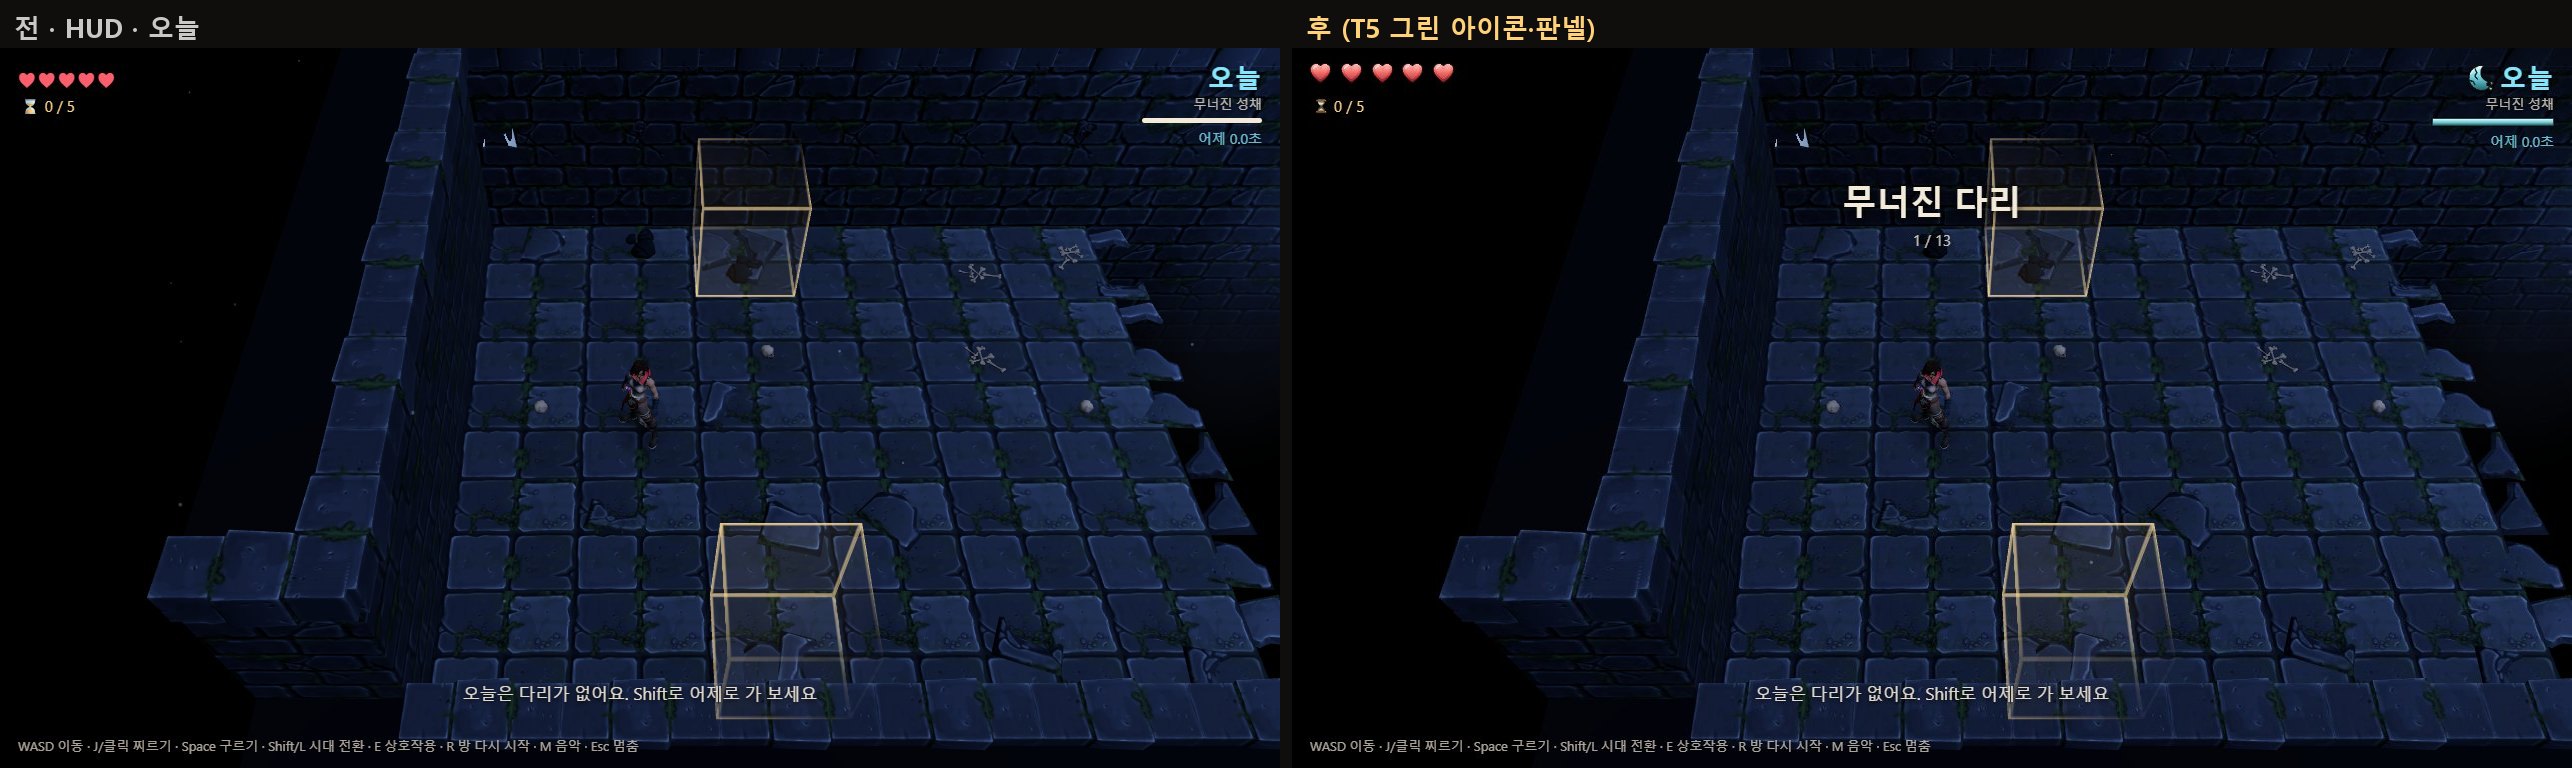 전 · HUD · 오늘
0 / 5
오늘
무너진 성채
어제 0.0초
오늘은 다리가 없어요. Shift로 어제로 가 보세요
WASD 이동 · J/클릭 찌르기 · Space 구르기 · Shift/L 시대 전환 · E 상호작용 · R 방 다시 시작 · M 음악 · Esc 멈춤
후 (T5 그린 아이콘·판넬)
0 / 5
오늘
무너진 성채
어제 0.0초
무너진 다리
1 / 13
오늘은 다리가 없어요. Shift로 어제로 가 보세요
WASD 이동 · J/클릭 찌르기 · Space 구르기 · Shift/L 시대 전환 · E 상호작용 · R 방 다시 시작 · M 음악 · Esc 멈춤